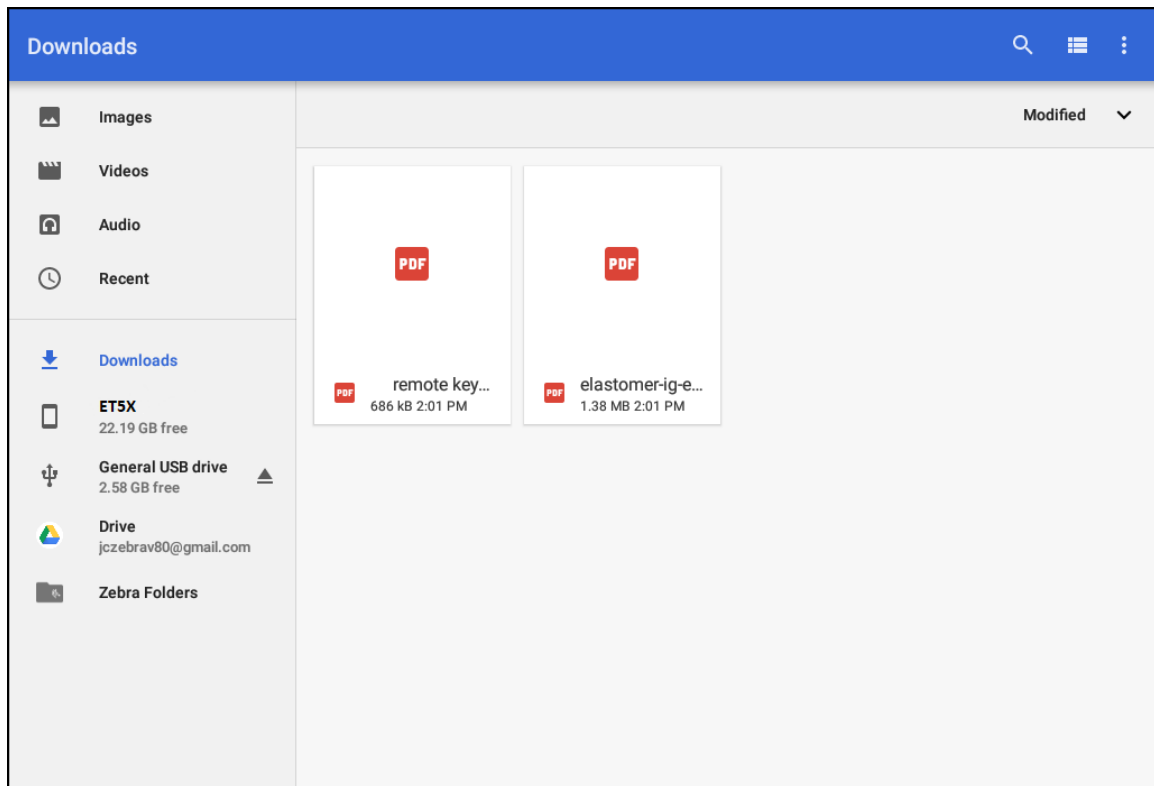 Downloads
Images
Videos
Audio
Recent
Downloads
ET5X
22.19 GB free
General USB drive
2.58 GB free
Drive
jczebrav80@gmail.com
Zebra Folders
Modified
PDF
PDF
remote key...
PDF
686 kB 2:01 PM
elastomer-ig-e...
PDF
1.38 MB 2:01 PM